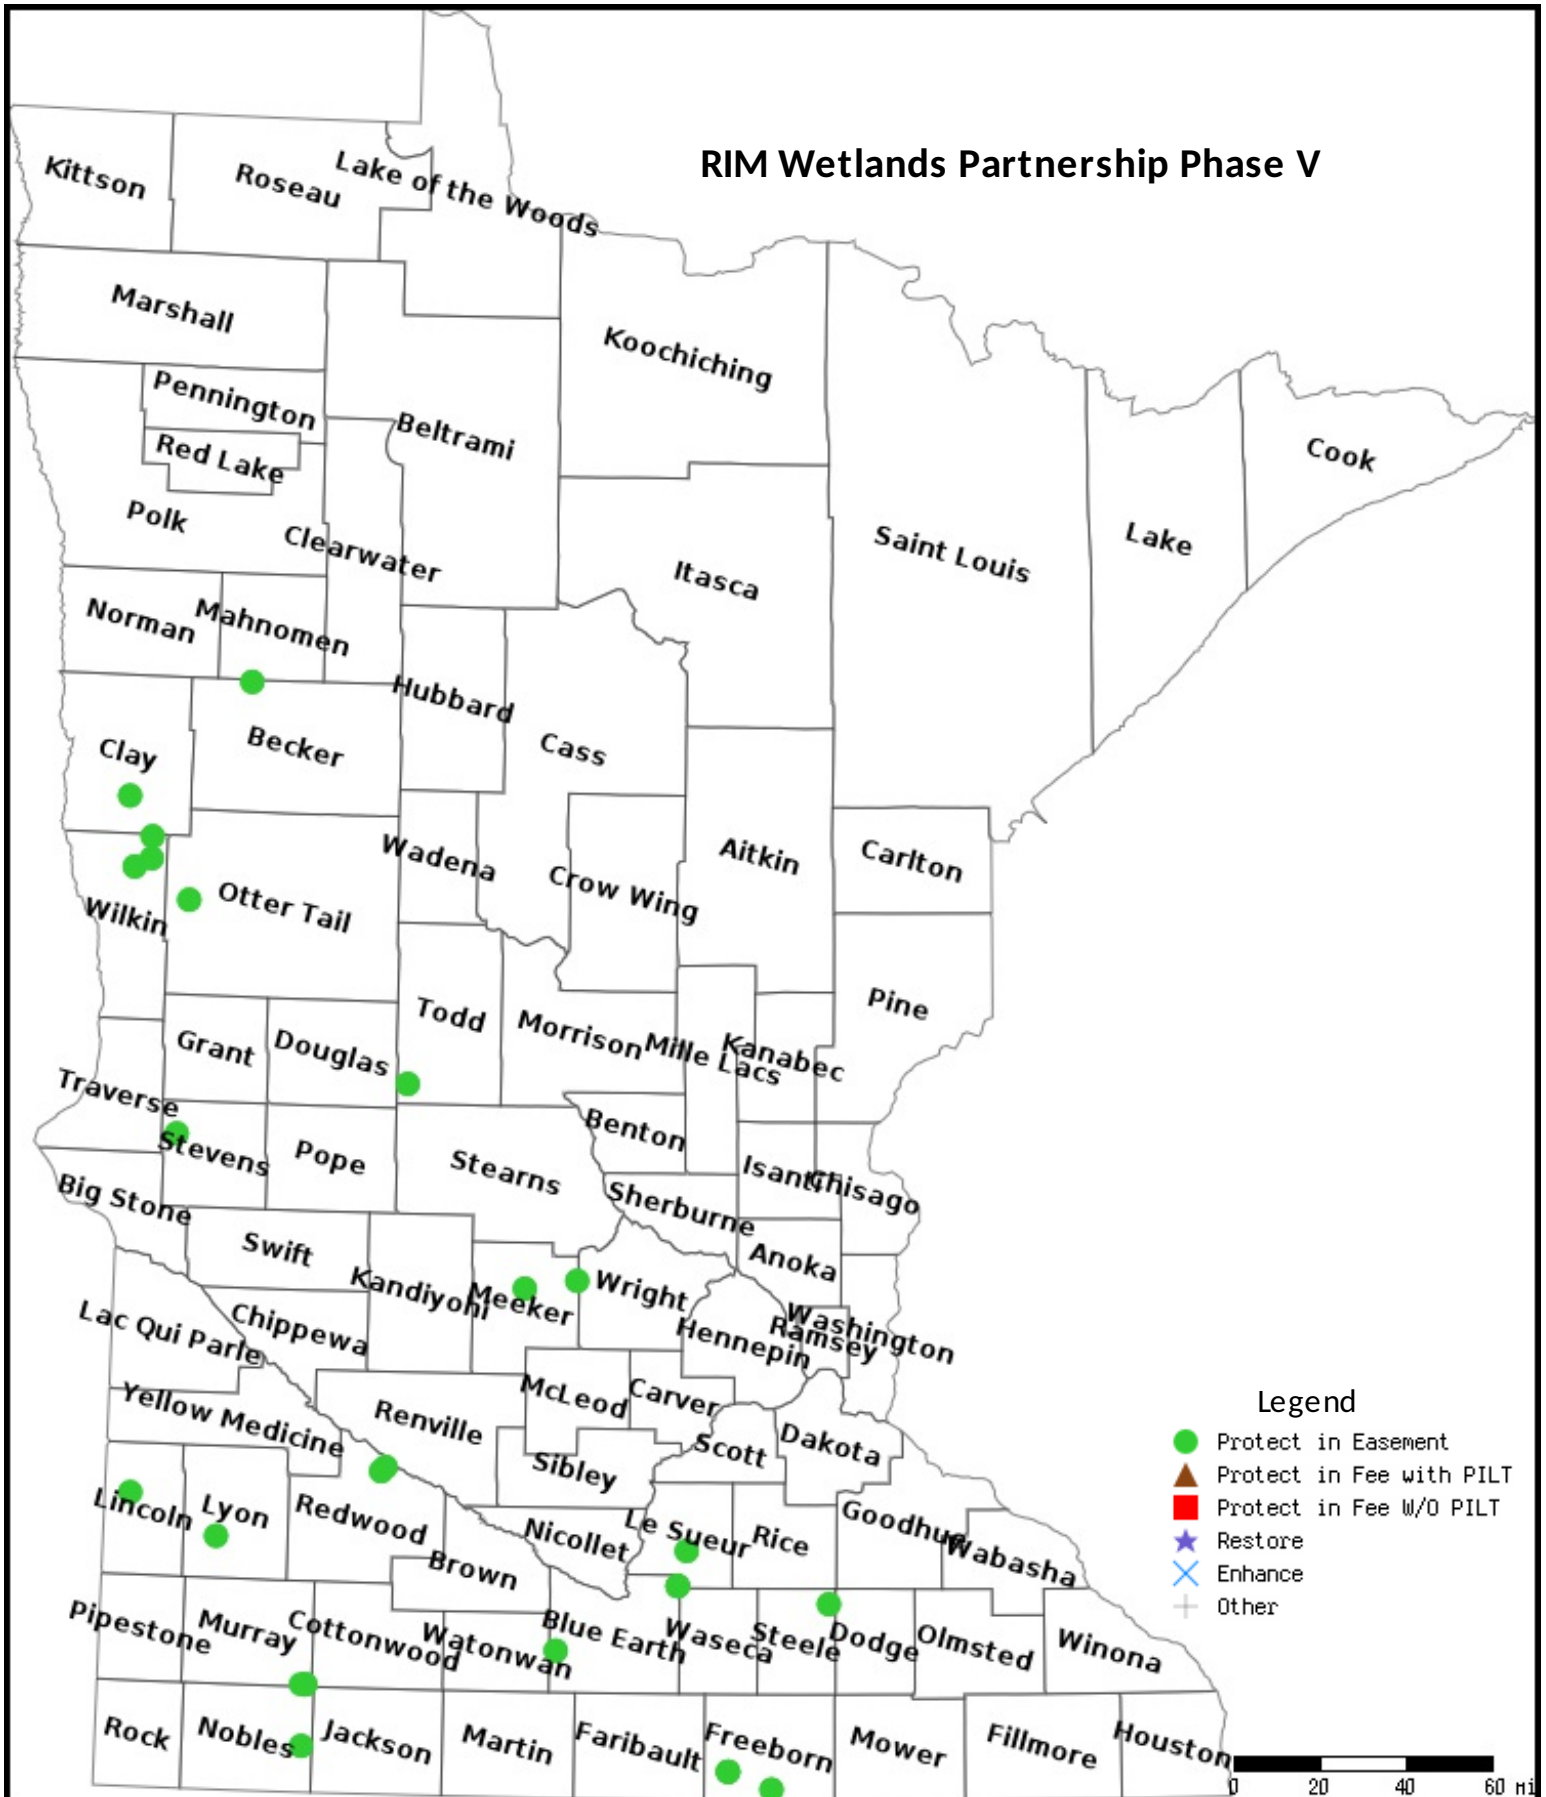 RIM Wetlands Partnership Phase V
Kittson
Roseau
Lake of the Woods
Marshall
Koochiching
Pennington
Beltrami
Red Lake
Cook
Polk
Clearwater
Saint Louis
Lake
Itasca
Norman
Mahnomen
Hubbard
Cass
Becker
Clay
Wadena
Aitkin
Carlton
Crow Wing
Otter Tail
Wilkin
Pine
Todd
Morrison
Mille Lacs
Kanabec
Grant
Douglas
Traverse
Benton
Stevens
Pope
Stearns
Isanti
Chisago
Big Stone
Sherburne
Swift
Anoka
Kandiyohi
Meeker
Wright
Lac Qui Parle
Chippewa
Hennepin
Ramsey
Washington
McLeod
Carver
Yellow Medicine
Renville
Scott
Dakota
Sibley
Lincoln
Lyon
Redwood
Nicollet
Le Sueur
Rice
Goodhue
Wabasha
Brown
Pipestone
Murray
Cottonwood
Watonwan
Blue Earth
Waseca
Steele
Dodge
Olmsted
Winona
Rock
Nobles
Jackson
Martin
Faribault
Freeborn
Mower
Fillmore
Houston
Legend
Protect in Easement
Protect in Fee with PILT
Protect in Fee W/O PILT
Restore
Enhance
Other
0 20 40 60 mi